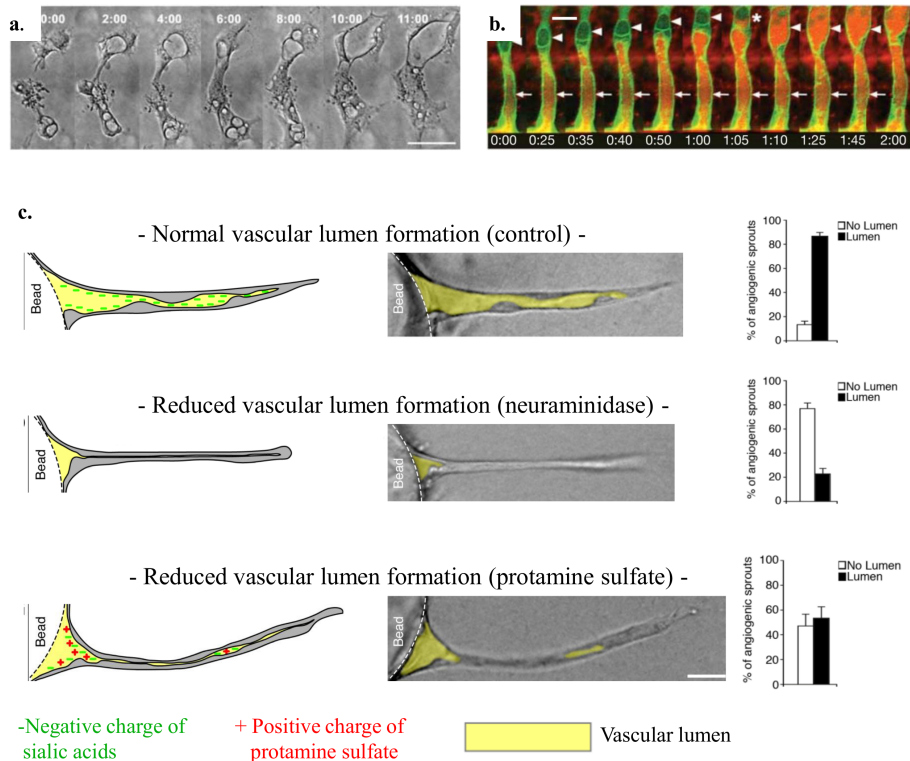 a.
0:00 2:00 4:00 6:00 8:00 10:00 11:00
b.
*
0:00 0:25 0:35 0:40 0:50 1:00 1:05 1:10 1:25 1:45 2:00
c.
- Normal vascular lumen formation (control) -
Bead
Bead
% of angiogenic sprouts
100
80
60
40
20
0
No Lumen
Lumen
- Reduced vascular lumen formation (neuraminidase) -
Bead
Bead
% of angiogenic sprouts
100
80
60
40
20
0
No Lumen
Lumen
- Reduced vascular lumen formation (protamine sulfate) -
Bead
Bead
% of angiogenic sprouts
100
80
60
40
20
0
No Lumen
Lumen
-Negative charge of
sialic acids
+ Positive charge of
protamine sulfate
Vascular lumen